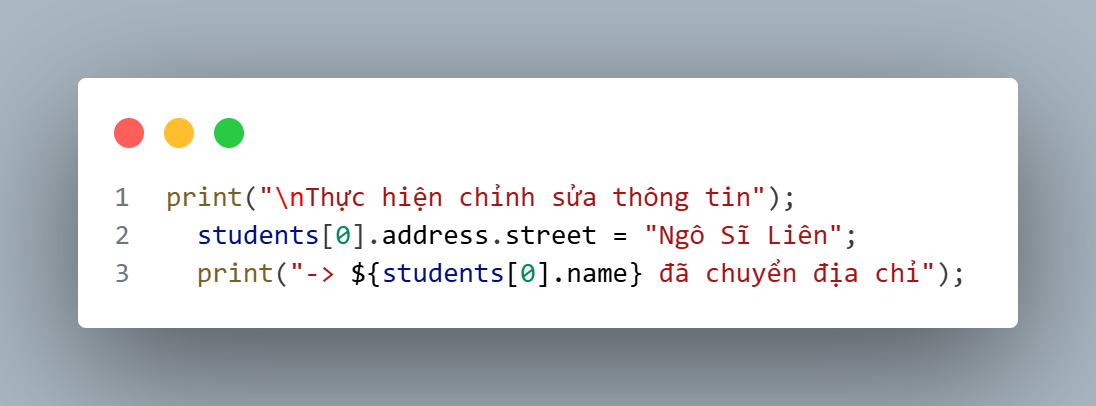 1 print("\nThực hiện chỉnh sửa thông tin");
2 students[0].address.street = "Ngô Sĩ Liên";
3 print("-> ${students[0].name} đã chuyển địa chỉ");